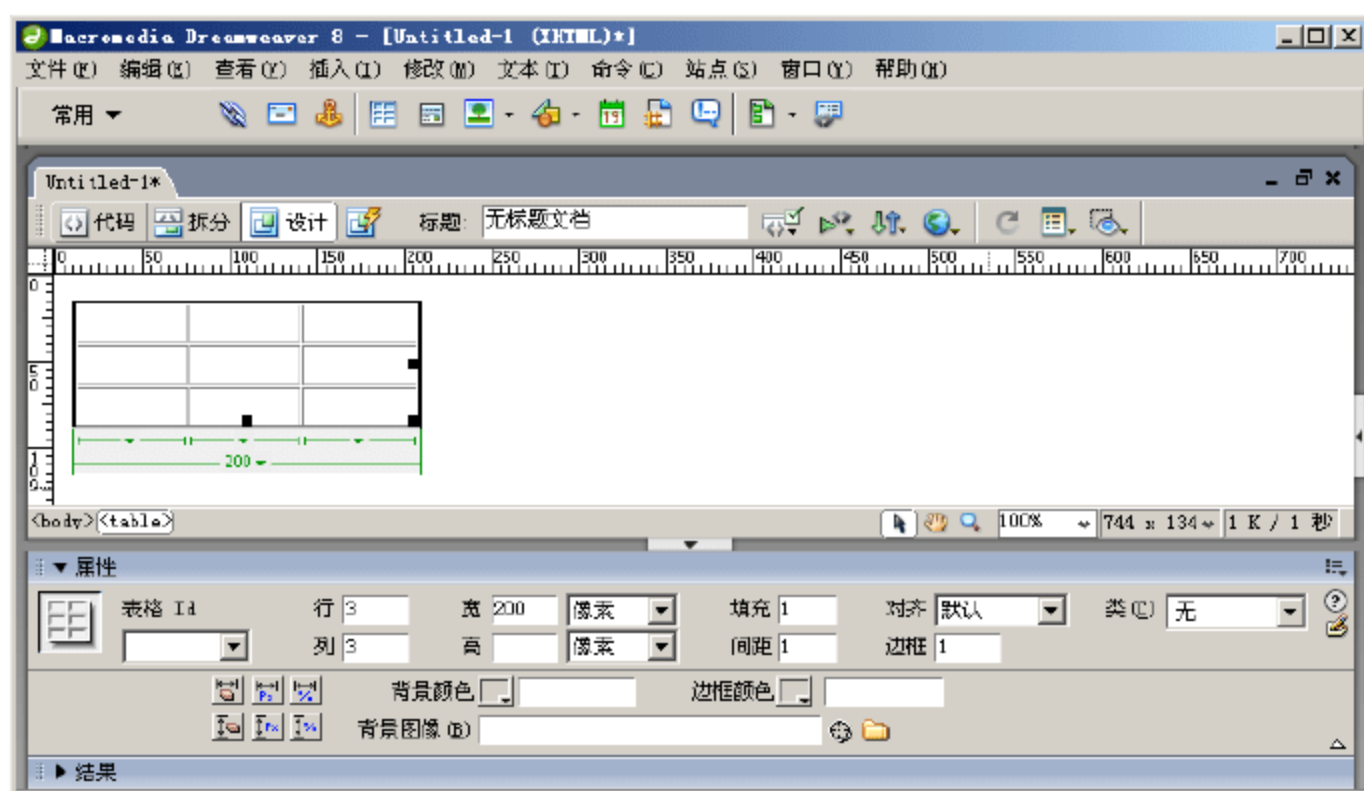 Macromedia Dreamweaver 8 - [Untitled-1 (XHTML)*]
文件(F) 编辑(E) 查看(V) 插入(I) 修改(M) 文本(T) 命令(C) 站点(S) 窗口(W) 帮助(H)
常用
19
Untitled-1*
代码 拆分 设计 标题: 无标题文档
0 50 100 150 200 250 300 350 400 450 500 550 600 650 700
0
50
100
200
<body> <table> 100% 744 x 134 1 K / 1 秒
属性
表格 Id 行 3 宽 200 像素 填充 1 对齐 默认 类(C) 无
列 3 高 像素 间距 1 边框 1
背景颜色 边框颜色
背景图像(B)
结果